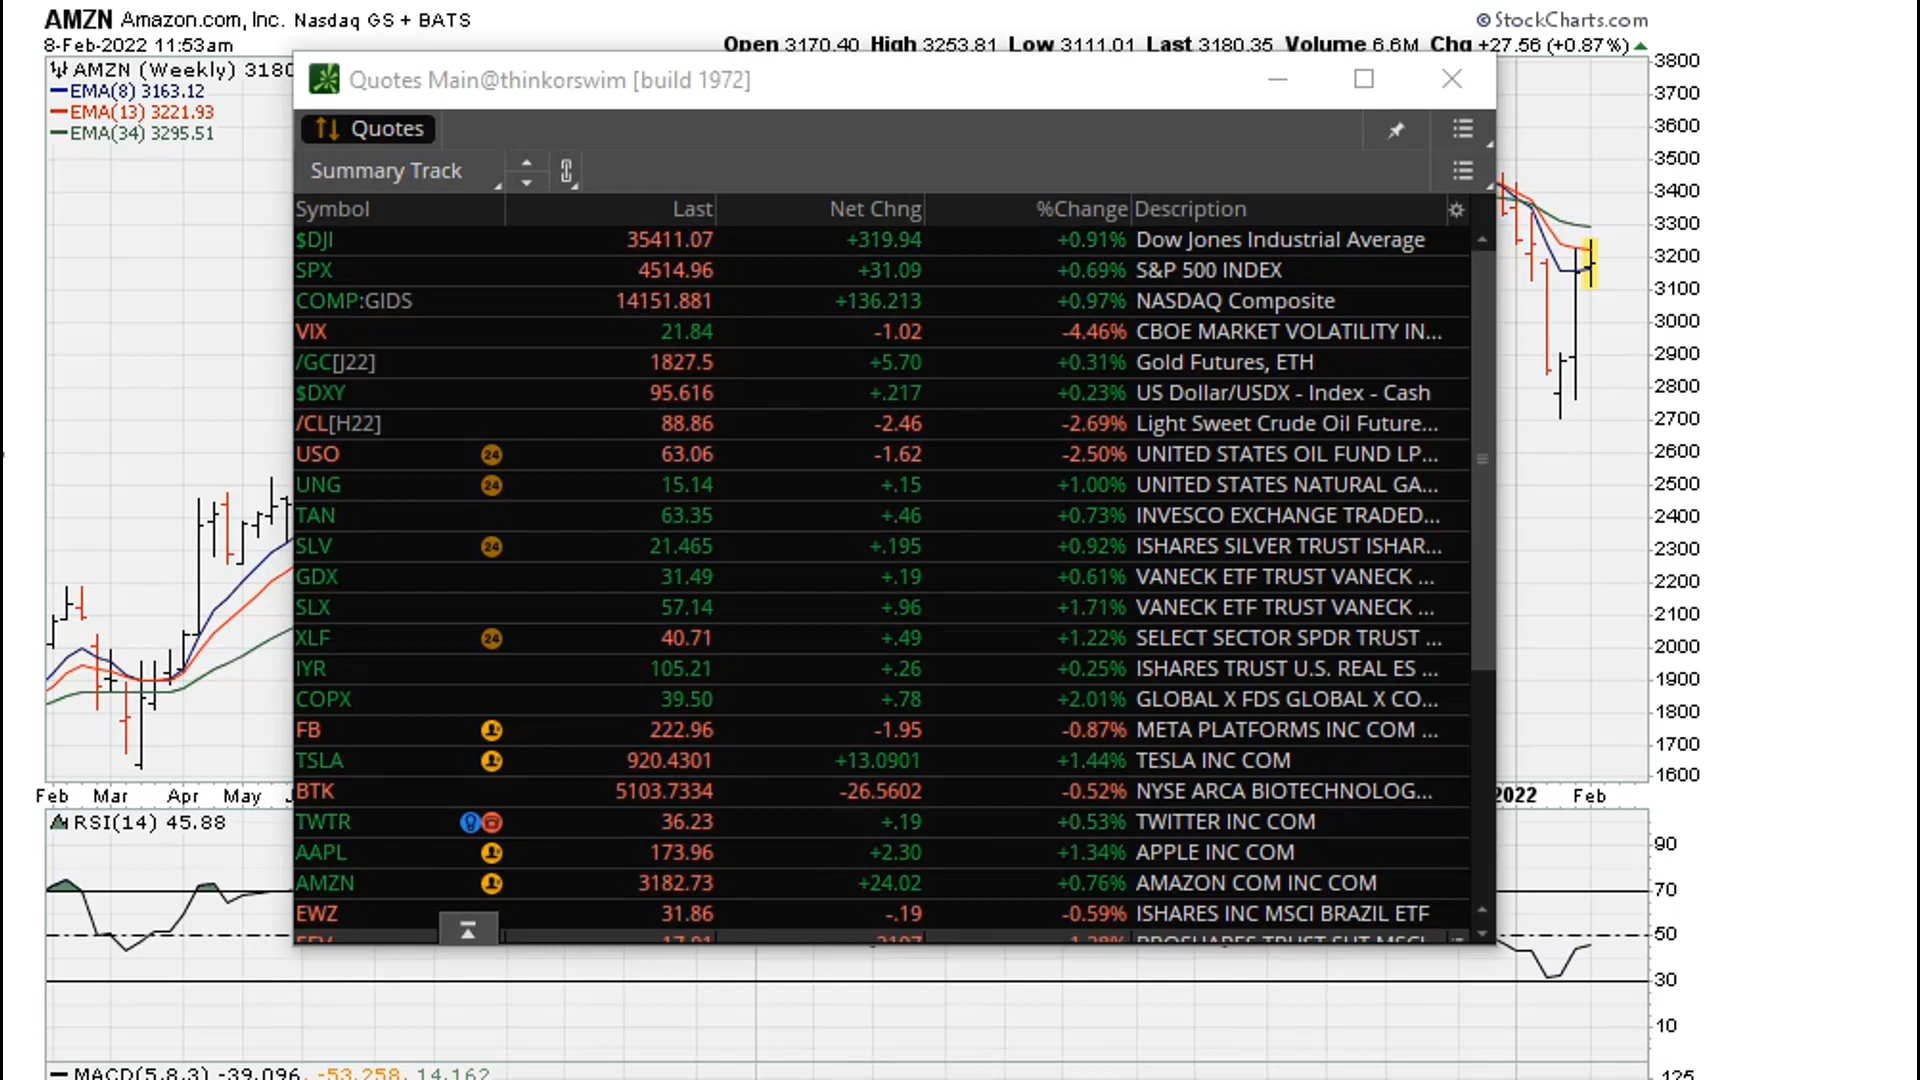 AMZN Amazon.com, Inc. Nasdaq GS + BATS
© StockCharts.com
8-Feb-2022 11:53am
Open 3170.40 High 3253.81 Low 3111.01 Last 3180.35 Volume 6.6M Chg +27.56 (+0.87%)
AMZN (Weekly) 3180
EMA(8) 3163.12
EMA(13) 3221.93
EMA(34) 3295.51
Quotes Main@thinkorswim [build 1972]
Quotes
Summary Track
Symbol Last Net Chng %Change Description
$DJI 35411.07 +319.94 +0.91% Dow Jones Industrial Average
SPX 4514.96 +31.09 +0.69% S&P 500 INDEX
COMP:GIDS 14151.881 +136.213 +0.97% NASDAQ Composite
VIX 21.84 -1.02 -4.46% CBOE MARKET VOLATILITY IN...
/GC[J22] 1827.5 +5.70 +0.31% Gold Futures, ETH
$DXY 95.616 +.217 +0.23% US Dollar/USDX - Index - Cash
/CL[H22] 88.86 -2.46 -2.69% Light Sweet Crude Oil Future...
USO 24 63.06 -1.62 -2.50% UNITED STATES OIL FUND LP...
UNG 24 15.14 +.15 +1.00% UNITED STATES NATURAL GA...
TAN 63.35 +.46 +0.73% INVESCO EXCHANGE TRADED...
SLV 24 21.465 +.195 +0.92% ISHARES SILVER TRUST ISHAR...
GDX 31.49 +.19 +0.61% VANECK ETF TRUST VANECK ...
SLX 57.14 +.96 +1.71% VANECK ETF TRUST VANECK ...
XLF 24 40.71 +.49 +1.22% SELECT SECTOR SPDR TRUST ...
IYR 105.21 +.26 +0.25% ISHARES TRUST U.S. REAL ES ...
COPX 39.50 +.78 +2.01% GLOBAL X FDS GLOBAL X CO...
FB 222.96 -1.95 -0.87% META PLATFORMS INC COM ...
TSLA 920.4301 +13.0901 +1.44% TESLA INC COM
BTK 5103.7334 -26.5602 -0.52% NYSE ARCA BIOTECHNOLOG...
TWTR 36.23 +.19 +0.53% TWITTER INC COM
AAPL 173.96 +2.30 +1.34% APPLE INC COM
AMZN 3182.73 +24.02 +0.76% AMAZON COM INC COM
EWZ 31.86 -.19 -0.59% ISHARES INC MSCI BRAZIL ETF
3800
3700
3600
3500
3400
3300
3200
3100
3000
2900
2800
2700
2600
2500
2400
2300
2200
2100
2000
1900
1800
1700
1600
Feb Mar Apr May 2022 Feb
RSI(14) 45.88
90
70
50
30
10
MACD(5,8,3) -39.096, -53.258, 14.162
125